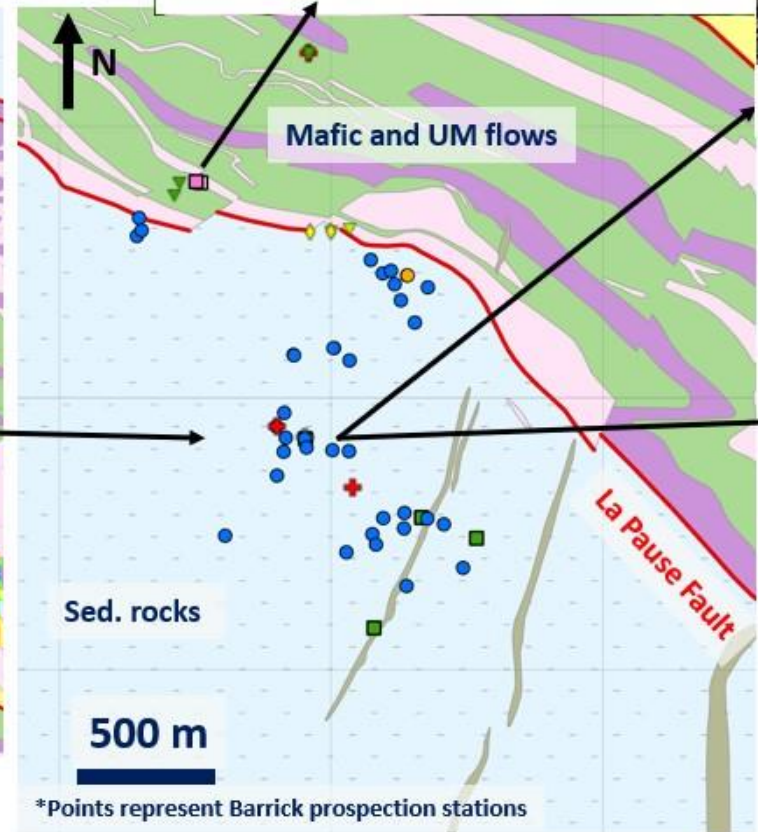 N
Mafic and UM flows
La Pause Fault
Sed. rocks
500 m
*Points represent Barrick prospection stations